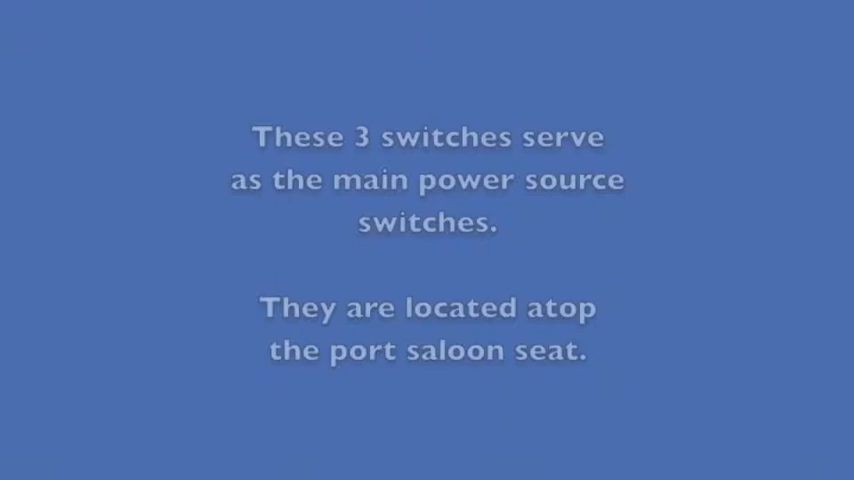 These 3 switches serve
as the main power source
switches.
They are located atop
the port saloon seat.